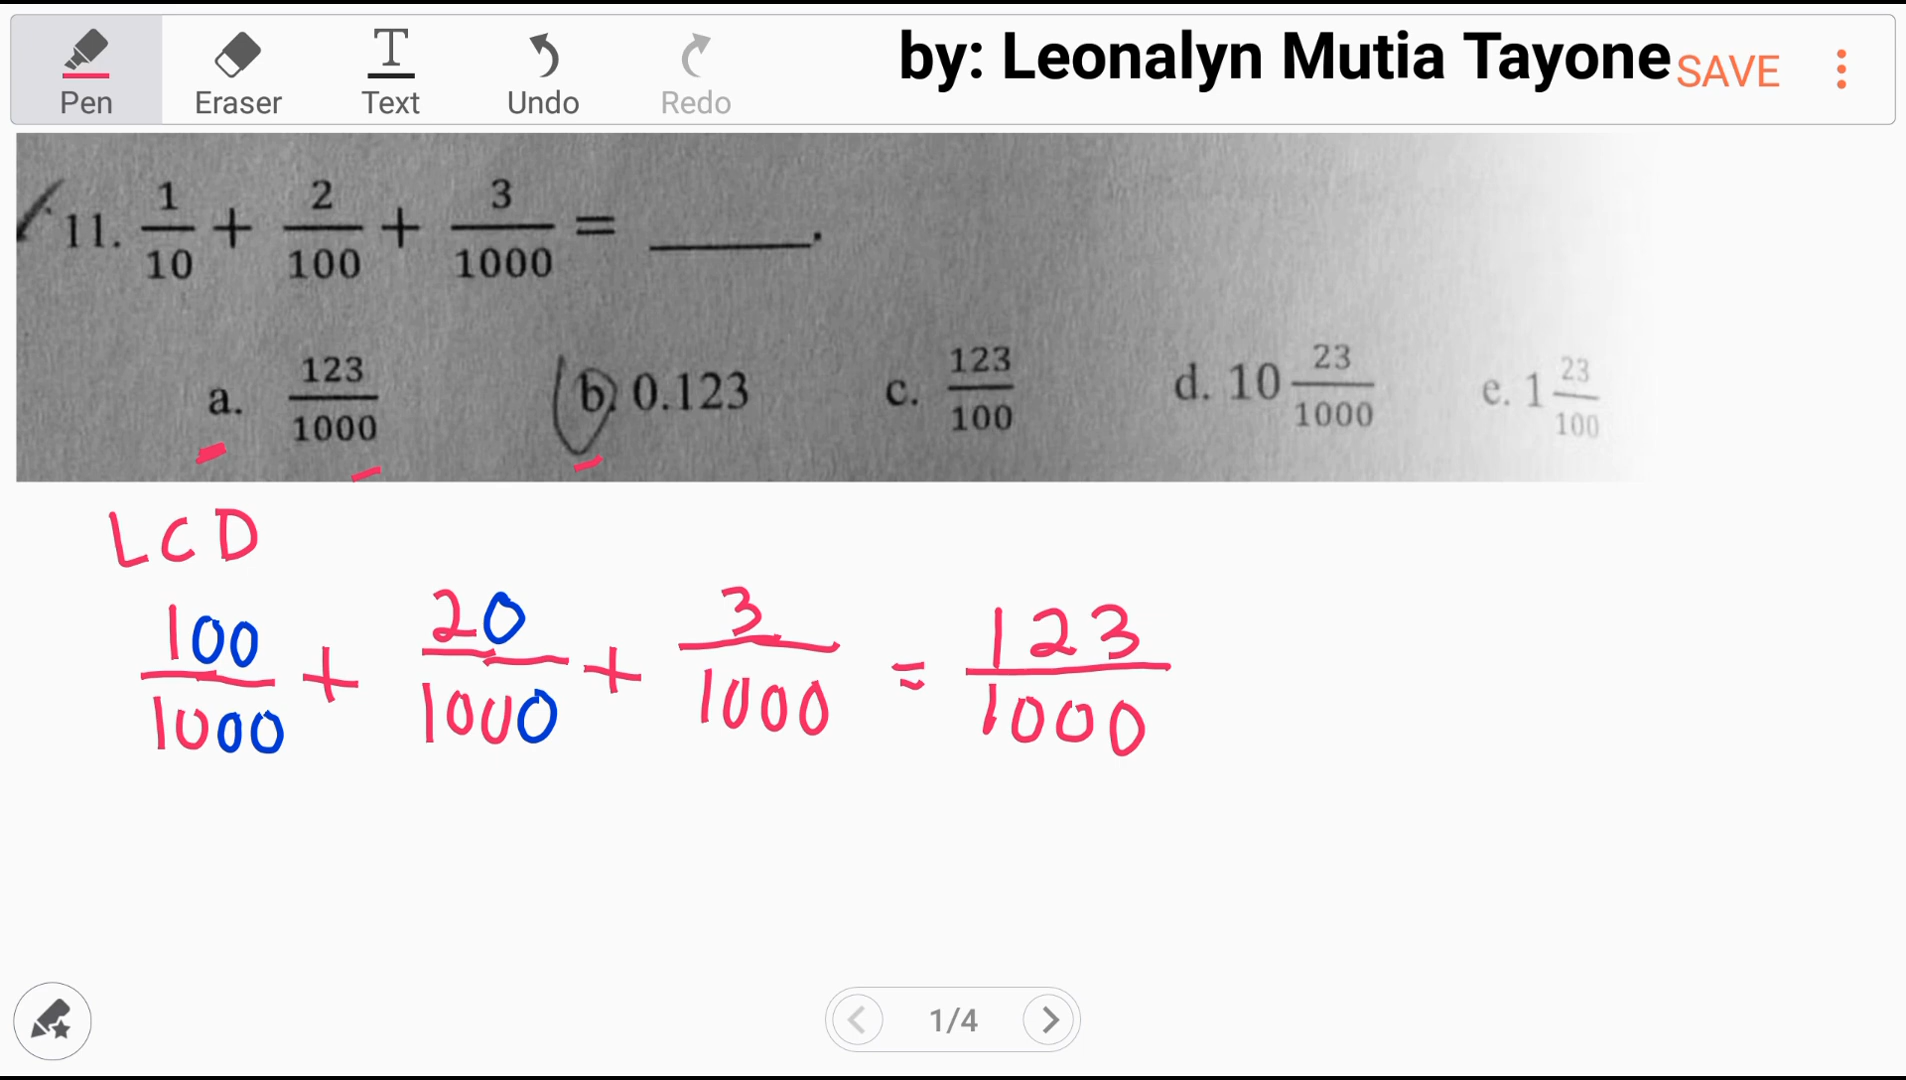 Pen Eraser Text Undo Redo by: Leonalyn Mutia Tayone SAVE
11. 1/10 + 2/100 + 3/1000 = ______.
a. 123/1000 b. 0.123 c. 123/100 d. 10 23/1000 e. 1 23/100
LCD
100/1000 + 20/1000 + 3/1000 = 123/1000
1/4